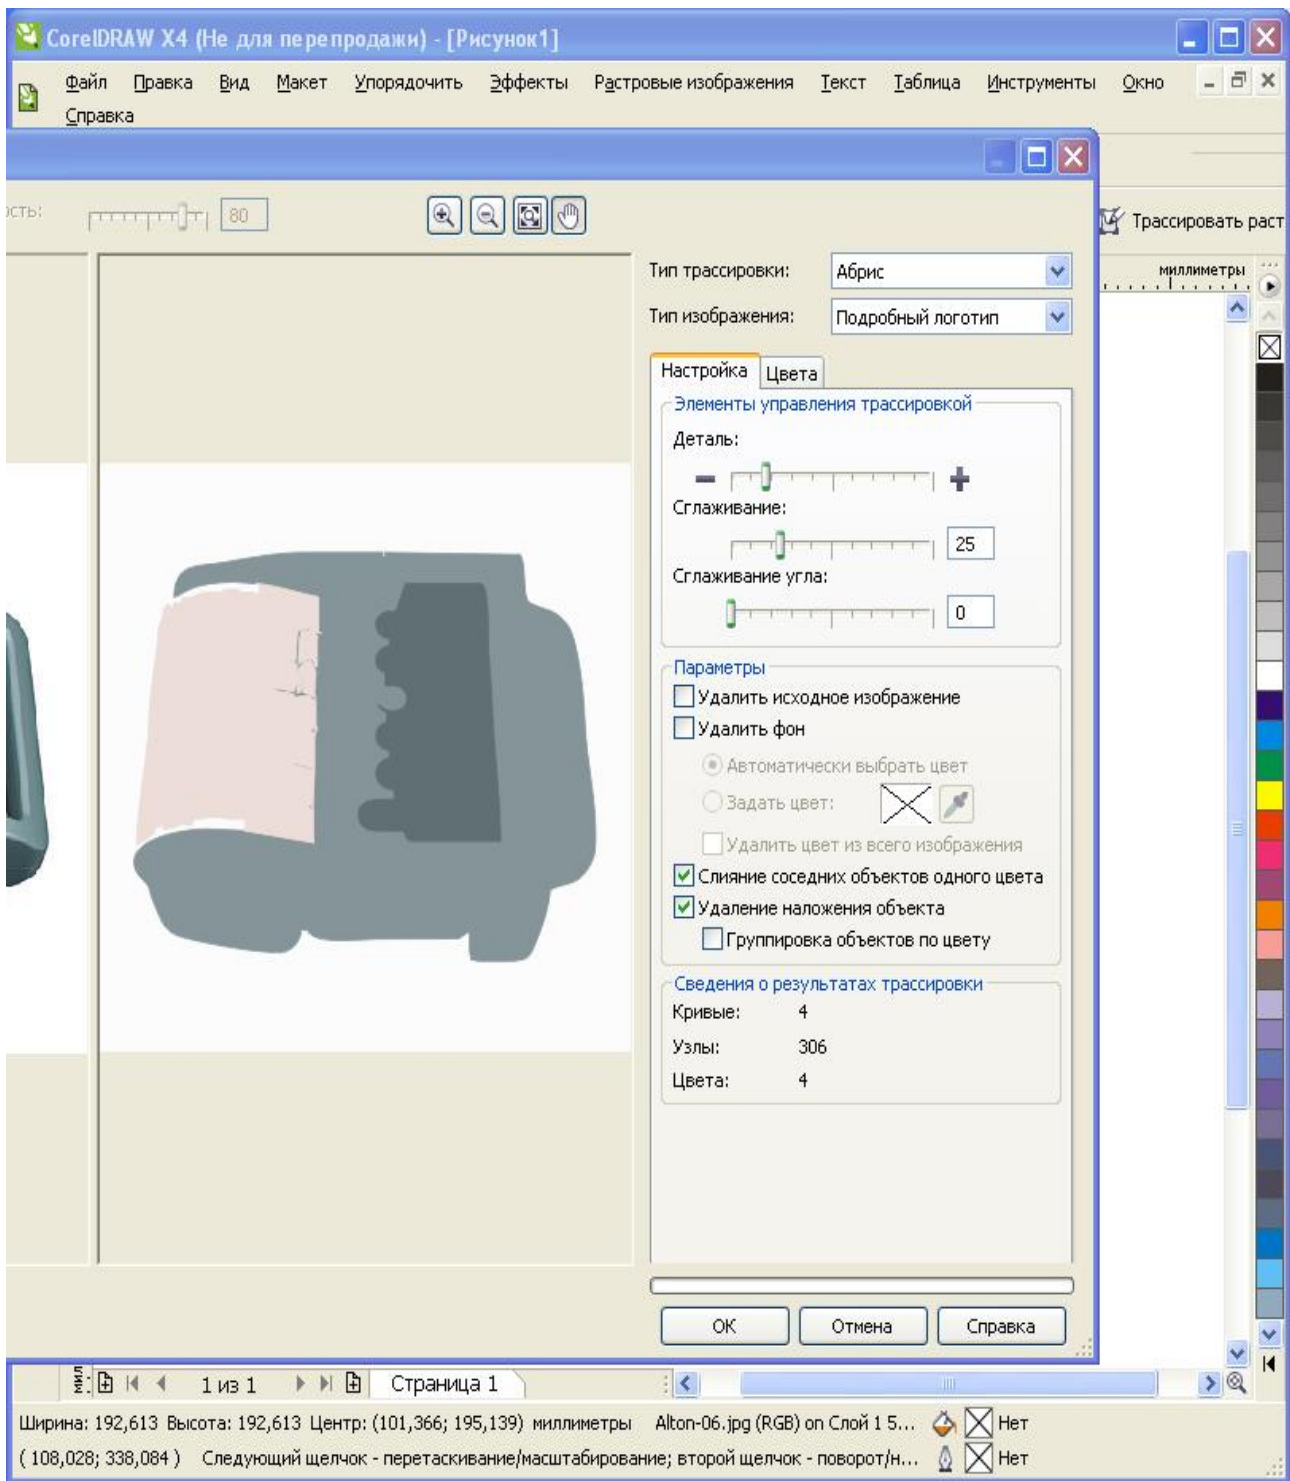 CorelDRAW X4 (Не для перепродажи) - [Рисунок1]
Файл Правка Вид Макет Упорядочить Эффекты Растровые изображения Текст Таблица Инструменты Окно
Справка
ость: 80
Трассировать раст
миллиметры
Тип трассировки: Абрис
Тип изображения: Подробный логотип
Настройка Цвета
Элементы управления трассировкой
Деталь:
Сглаживание:
25
Сглаживание угла:
0
Параметры
Удалить исходное изображение
Удалить фон
Автоматически выбрать цвет
Задать цвет:
Удалить цвет из всего изображения
Слияние соседних объектов одного цвета
Удаление наложения объекта
Группировка объектов по цвету
Сведения о результатах трассировки
Кривые: 4
Узлы: 306
Цвета: 4
ОК Отмена Справка
1 из 1 Страница 1
Ширина: 192,613 Высота: 192,613 Центр: (101,366; 195,139) миллиметры Alton-06.jpg (RGB) on Слой 1 5... Нет
( 108,028; 338,084 ) Следующий щелчок - перетаскивание/масштабирование; второй щелчок - поворот/н... Нет